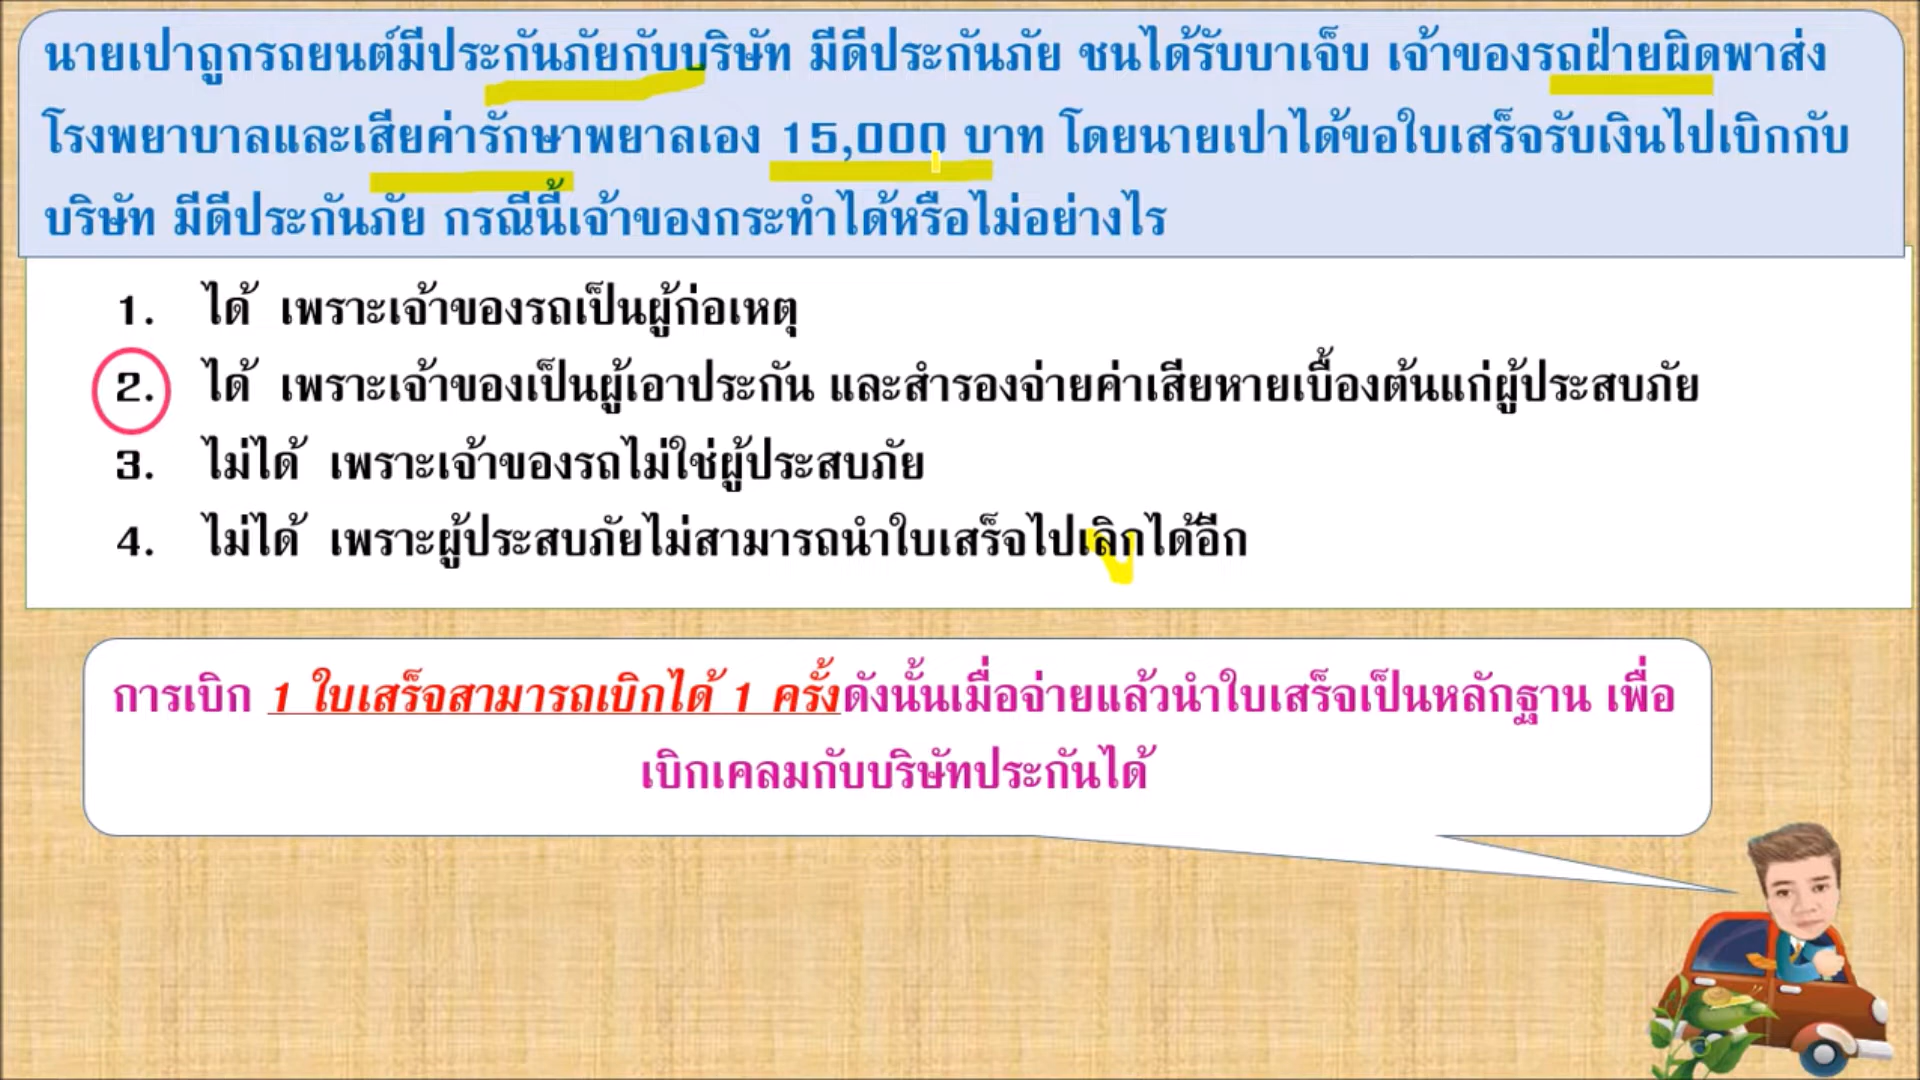 นายเปาถูกรถยนต์มีประกันภัยกับบริษัท มีดีประกันภัย ชนได้รับบาเจ็บ เจ้าของรถฝ่ายผิดพาส่ง
โรงพยาบาลและเสียค่ารักษาพยาลเอง 15,000 บาท โดยนายเปาได้ขอใบเสร็จรับเงินไปเบิกกับ
บริษัท มีดีประกันภัย กรณีนี้เจ้าของกระทำได้หรือไม่อย่างไร
1. ได้ เพราะเจ้าของรถเป็นผู้ก่อเหตุ
2. ได้ เพราะเจ้าของเป็นผู้เอาประกัน และสำรองจ่ายค่าเสียหายเบื้องต้นแก่ผู้ประสบภัย
3. ไม่ได้ เพราะเจ้าของรถไม่ใช่ผู้ประสบภัย
4. ไม่ได้ เพราะผู้ประสบภัยไม่สามารถนำใบเสร็จไปเลิกได้อีก
การเบิก 1 ใบเสร็จสามารถเบิกได้ 1 ครั้งดังนั้นเมื่อจ่ายแล้วนำใบเสร็จเป็นหลักฐาน เพื่อ
เบิกเคลมกับบริษัทประกันได้